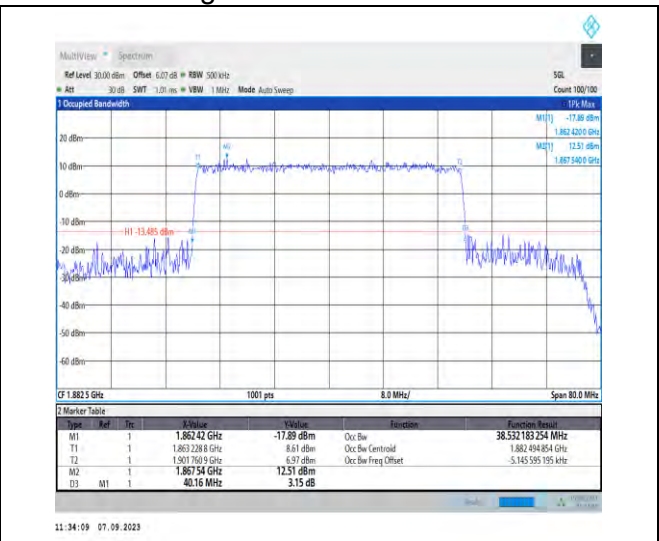 MultiView Spectrum
Ref Level 30.00 dBm Offset 6.07 dB RBW 500 kHz SGL
Att 30 dB SWT 1.01 ms VBW 1 MHz Mode Auto Sweep Count 100/100
1 Occupied Bandwidth 1Pk Max
M1[1] -17.89 dBm
1.862 420 0 GHz
M2[1] 12.51 dBm
1.867 540 0 GHz
20 dBm
M2
T1 T2
10 dBm
0 dBm
-10 dBm
H1 -13.485 dBm
-20 dBm
-30 dBm
-40 dBm
-50 dBm
-60 dBm
CF 1.882 5 GHz 1001 pts 8.0 MHz/ Span 80.0 MHz
2 Marker Table
Type Ref Trc X-Value Y-Value Function Function Result
M1 1 1.862 42 GHz -17.89 dBm Occ Bw 38.532 183 254 MHz
T1 1 1.863 228 8 GHz 8.61 dBm Occ Bw Centroid 1.882 494 854 GHz
T2 1 1.901 760 9 GHz 6.97 dBm Occ Bw Freq Offset -5.145 595 195 kHz
M2 1 1.867 54 GHz 12.51 dBm
D3 M1 1 40.16 MHz 3.15 dB
11:34:09 07.09.2023